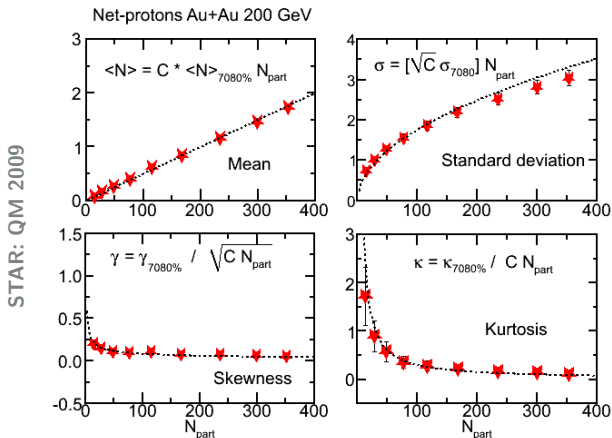 Net-protons Au+Au 200 GeV
STAR: QM 2009
3
2
1
0
<N> = C * <N>7080% Npart
Mean
0 100 200 300 400
4
3
2
1
0
σ = [√C σ7080] Npart
Standard deviation
0 100 200 300 400
1.5
1.0
0.5
0.0
-0.5
γ = γ7080% / √C Npart
Skewness
0 100 200 300 400
Npart
3
2
1
0
κ = κ7080% / C Npart
Kurtosis
0 100 200 300 400
Npart